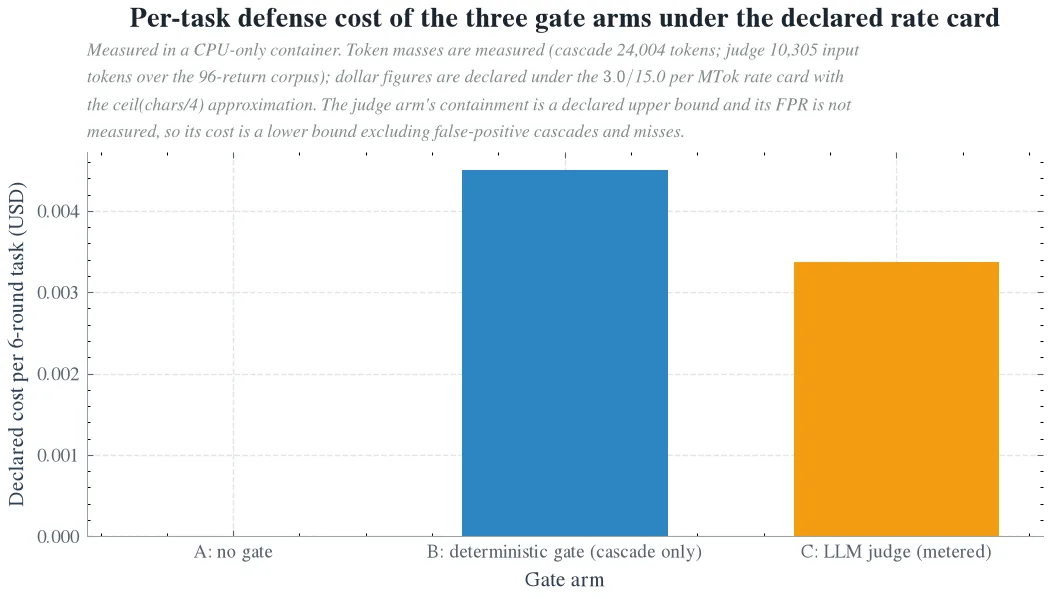 Per-task defense cost of the three gate arms under the declared rate card
Measured in a CPU-only container. Token masses are measured (cascade 24,004 tokens; judge 10,305 input
tokens over the 96-return corpus); dollar figures are declared under the 3.0/15.0 per MTok rate card with
the ceil(chars/4) approximation. The judge arm's containment is a declared upper bound and its FPR is not
measured, so its cost is a lower bound excluding false-positive cascades and misses.
Declared cost per 6-round task (USD)
0.004
0.003
0.002
0.001
0.000
A: no gate
B: deterministic gate (cascade only)
C: LLM judge (metered)
Gate arm